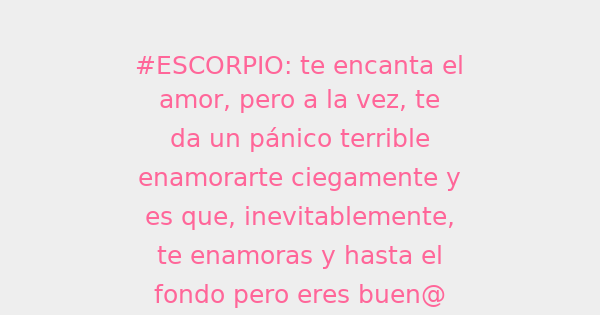 #ESCORPIO: te encanta el
amor, pero a la vez, te
da un pánico terrible
enamorarte ciegamente y
es que, inevitablemente,
te enamoras y hasta el
fondo pero eres buen@